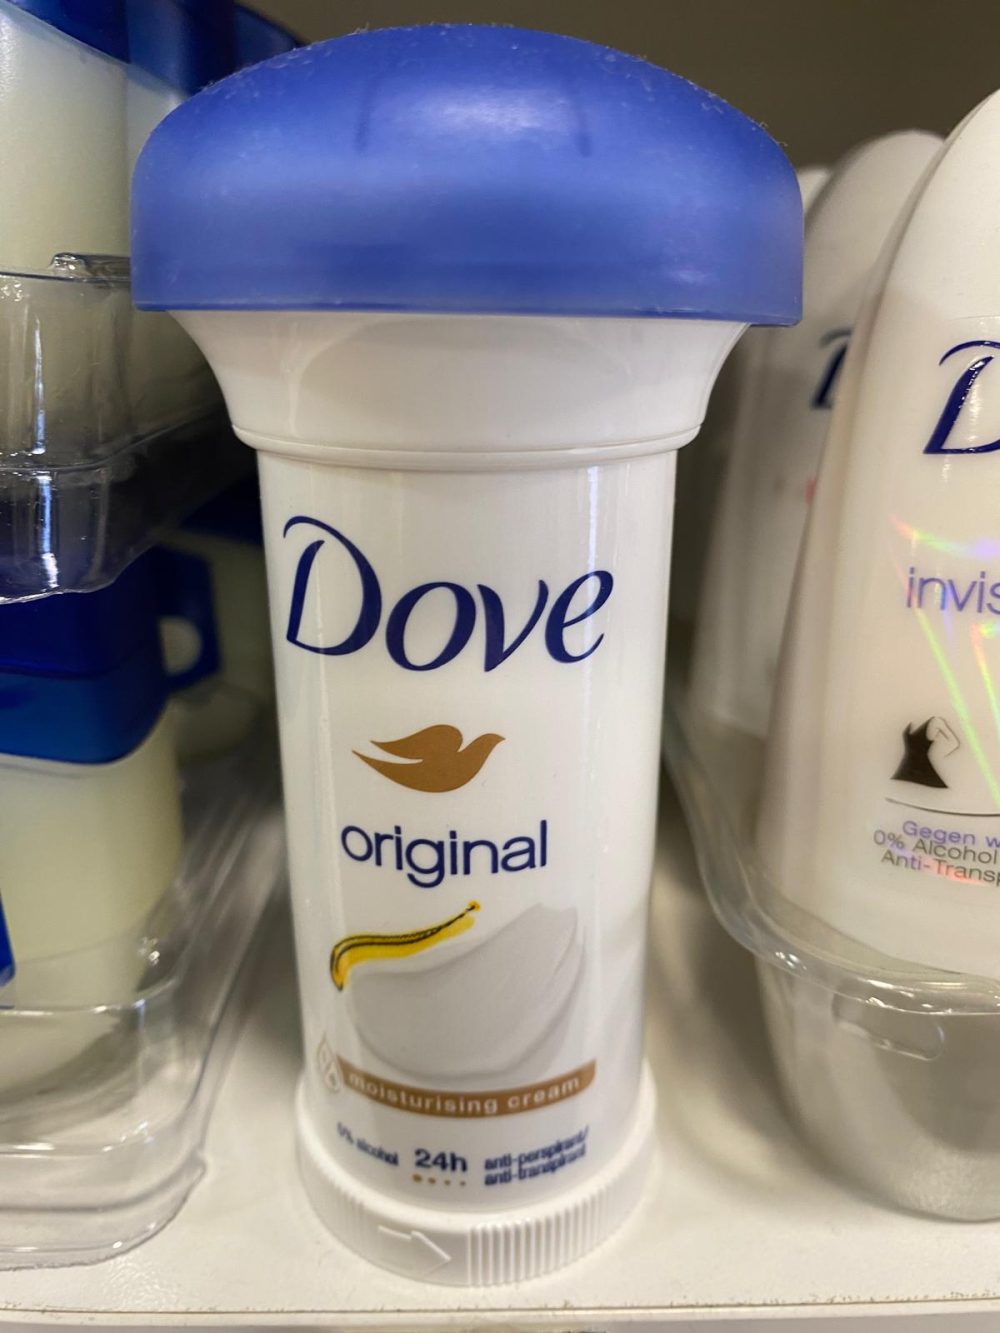 Dove
original
moisturising cream
0% alcohol
24h
anti-perspirant/
anti-transpirant
invis
Gegen w
0% Alcohol
Anti-Transp